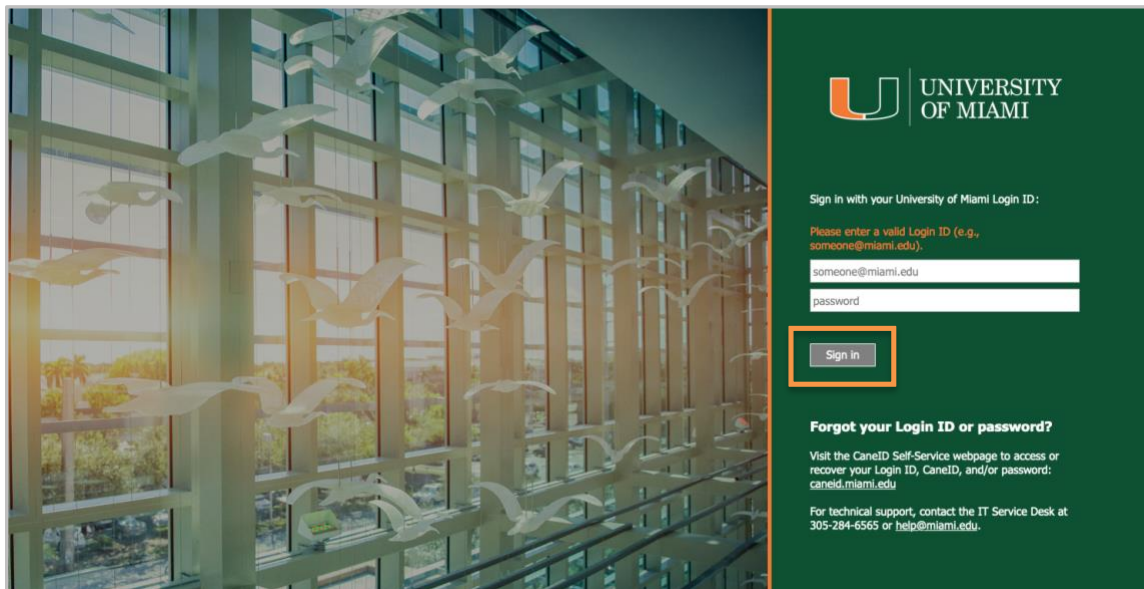 UNIVERSITY
OF MIAMI
Sign in with your University of Miami Login ID:
Please enter a valid Login ID (e.g.,
someone@miami.edu).
someone@miami.edu
password
Sign in
Forgot your Login ID or password?
Visit the CaneID Self-Service webpage to access or
recover your Login ID, CaneID, and/or password:
caneid.miami.edu
For technical support, contact the IT Service Desk at
305-284-6565 or help@miami.edu.